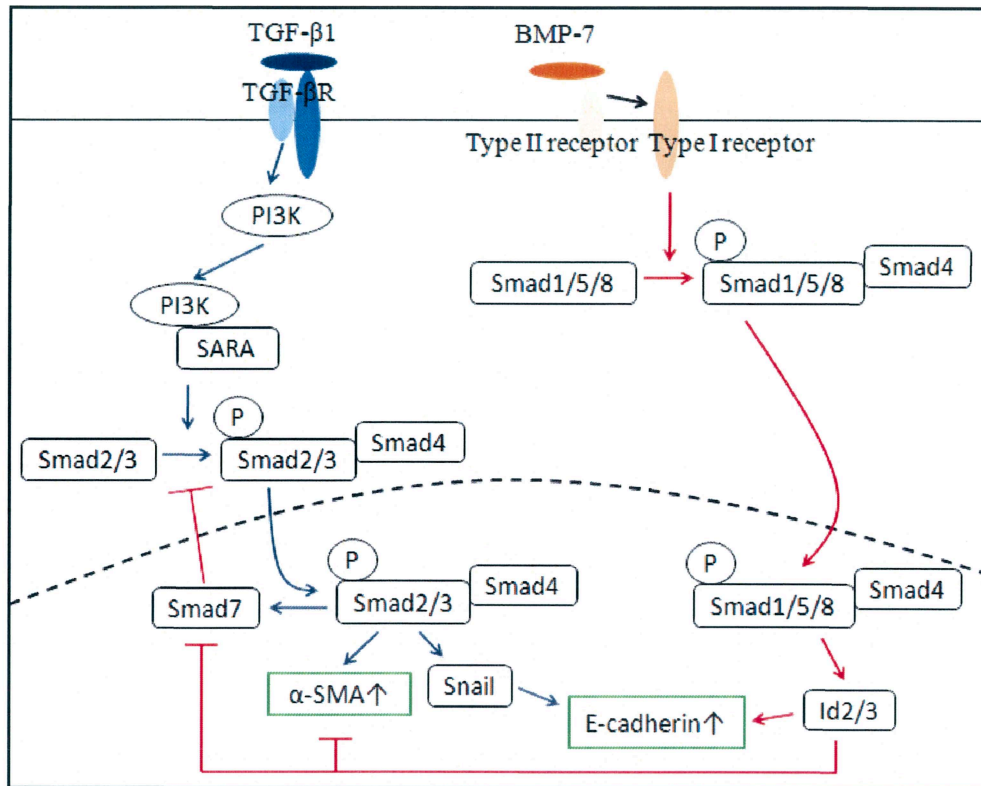 TGF-β1
BMP-7
TGF-βR
Type II receptor
Type I receptor
PI3K
P
Smad4
Smad1/5/8
Smad1/5/8
PI3K
SARA
P
Smad4
Smad2/3
Smad2/3
P
Smad4
Smad2/3
Smad7
P
Smad4
Smad1/5/8
α-SMA↑
Snail
E-cadherin↑
Id2/3